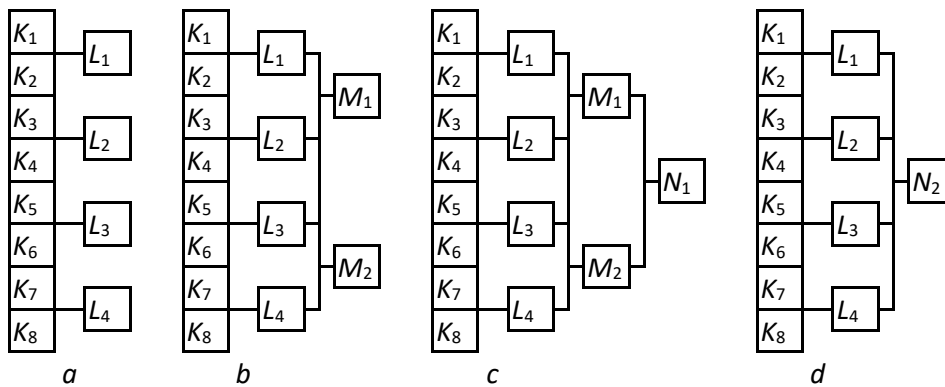 K₁ K₁ K₁ K₁
L₁ L₁ L₁ L₁
K₂ K₂ K₂ K₂
M₁ M₁
K₃ K₃ K₃ K₃
L₂ L₂ L₂ L₂
K₄ K₄ K₄ K₄
N₁ N₂
K₅ K₅ K₅ K₅
L₃ L₃ L₃ L₃
K₆ K₆ K₆ K₆
M₂ M₂
K₇ K₇ K₇ K₇
L₄ L₄ L₄ L₄
K₈ K₈ K₈ K₈
a b c d